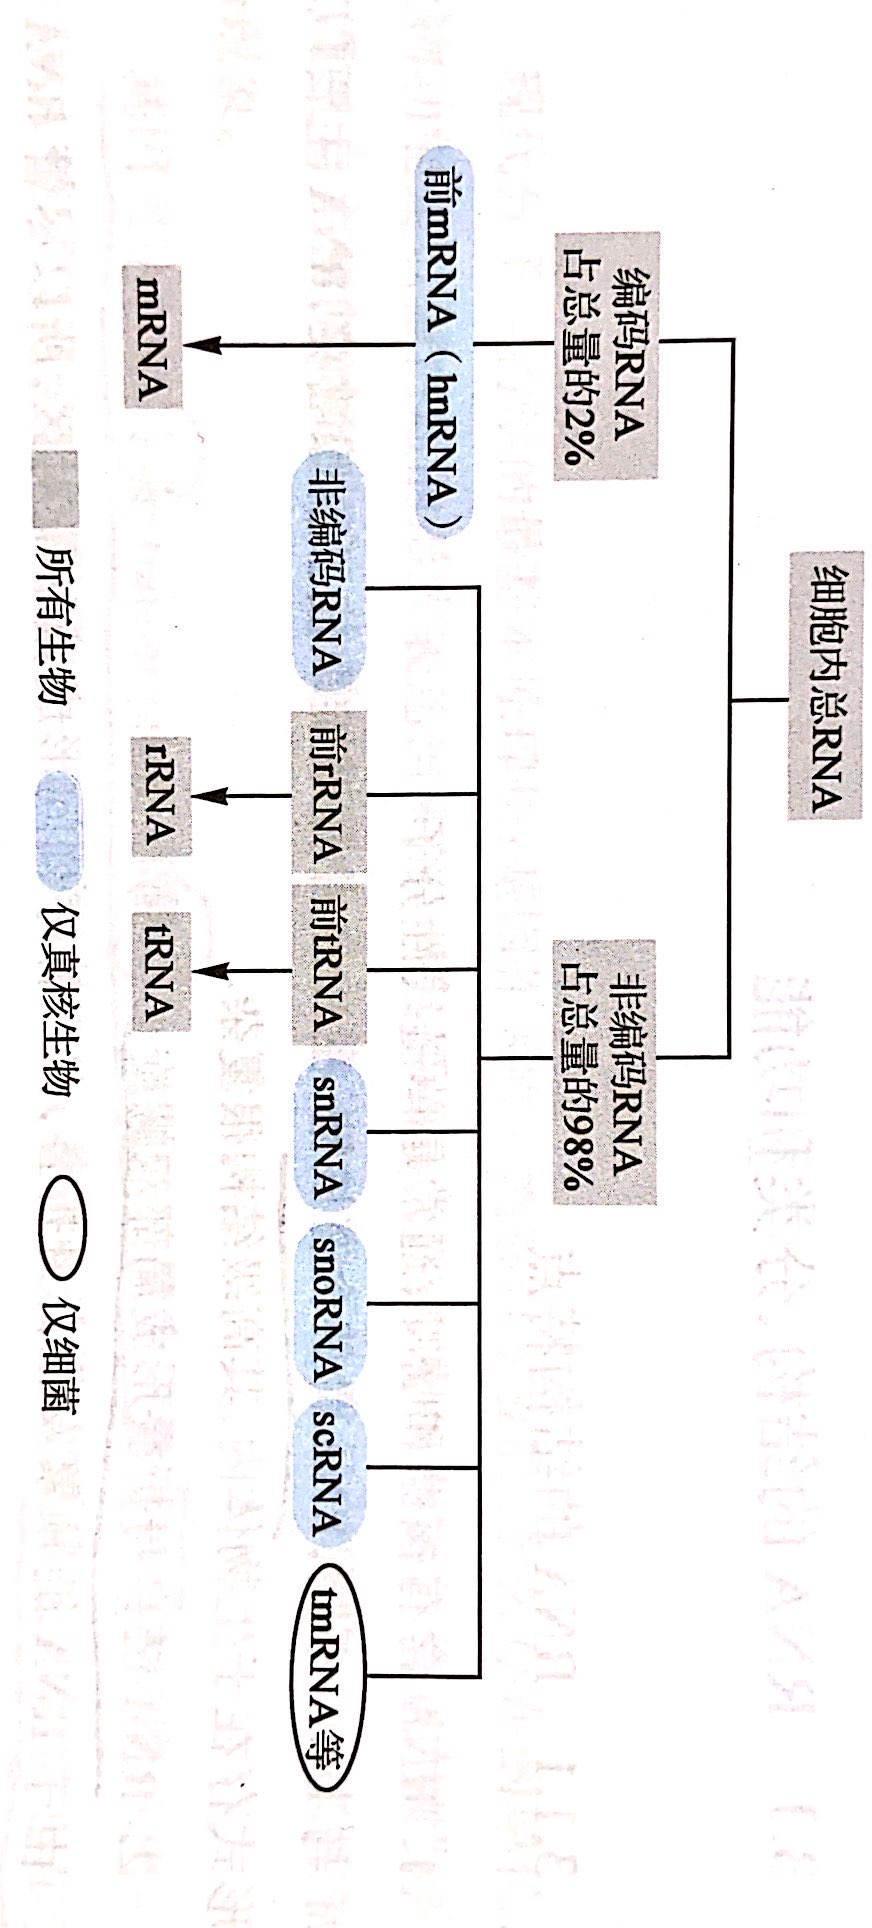 细胞内总RNA
编码RNA
占总量的2%
非编码RNA
占总量的98%
前mRNA（hnRNA）
非编码RNA
前rRNA
前tRNA
snRNA
snoRNA
scRNA
tmRNA等
mRNA
rRNA
tRNA
所有生物
仅真核生物
仅细菌